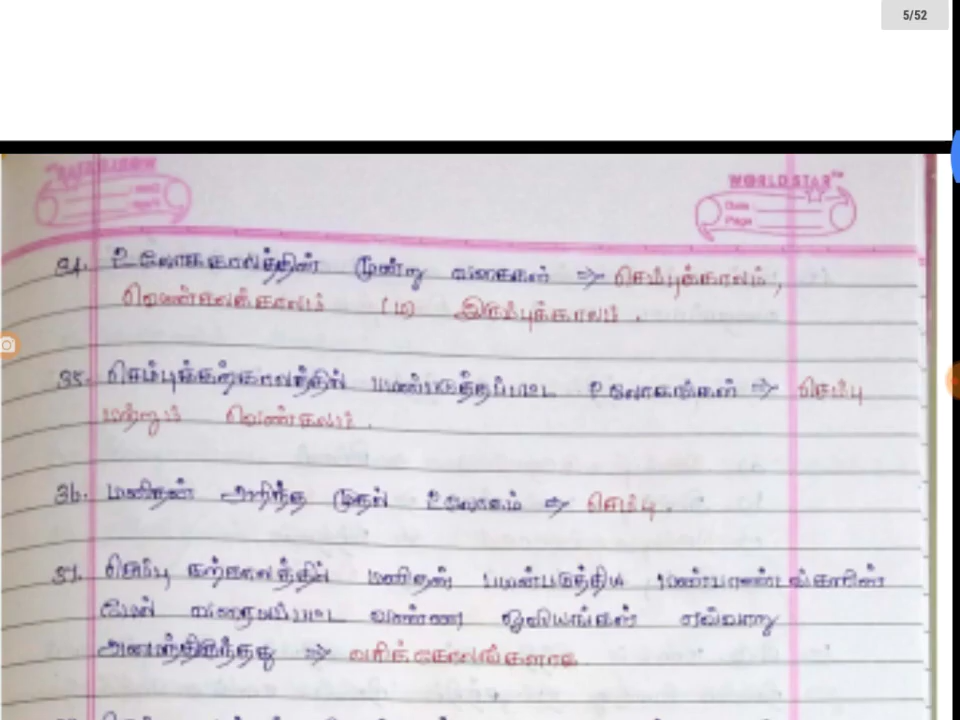 5/52
WORLDSTAR™
WORLDSTAR™
Date
Page
34. உலோககாலத்தின் மூன்று வகைகள் ⇒ செம்புக்காலம்,
வெண்கலக்காலம் (ம) இரும்புக்காலம்.
35. செம்புக்கற்காலத்தில் பயன்படுத்தப்பட்ட உலோகங்கள் ⇒ செம்பு
மற்றும் வெண்கலம்.
36. மனிதன் அறிந்த முதல் உலோகம் ⇒ செம்பு.
37. செம்பு கற்காலத்தில் மனிதன் பயன்படுத்திய மண்பாண்டங்களின்
மேல் வரையப்பட்ட வண்ண ஓவியங்கள் எவ்வாறு
அமைந்திருந்தது ⇒ வரிக்கோலங்களாக